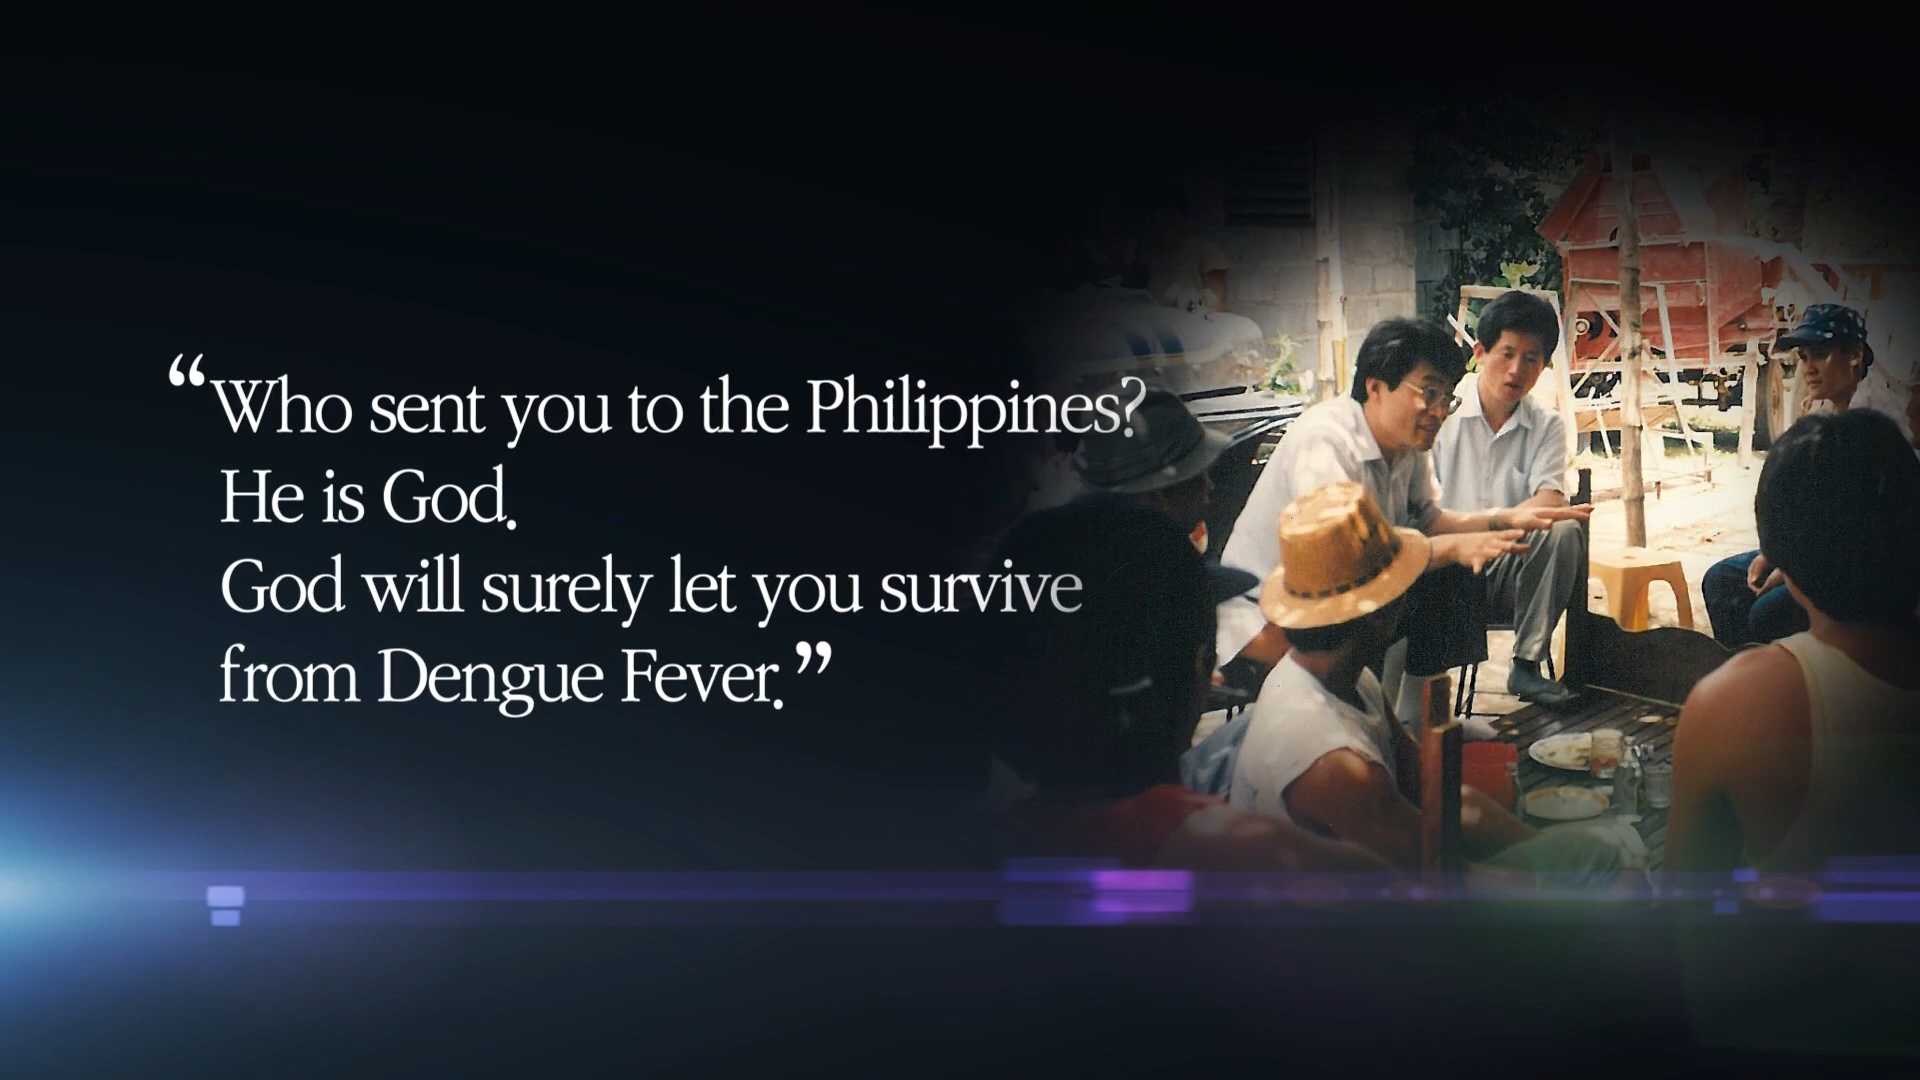 “Who sent you to the Philippines?
He is God.
God will surely let you survive
from Dengue Fever.”